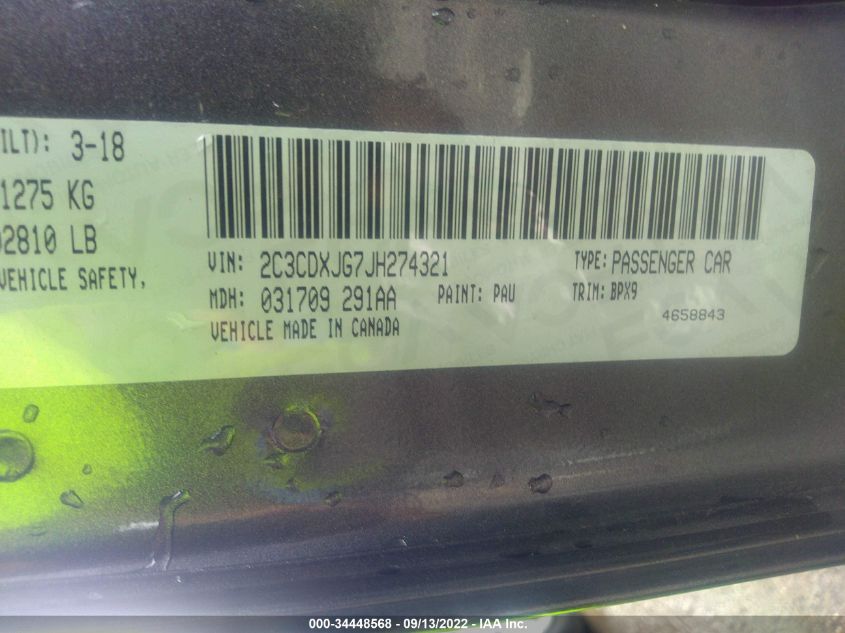 ILT): 3-18
1275 KG
2810 LB
VEHICLE SAFETY,
VIN: 2C3CDXJG7JH274321 TYPE: PASSENGER CAR
MDH: 031709 291AA PAINT: PAU TRIM: BPX9
VEHICLE MADE IN CANADA 4658843
000-34448568 - 09/13/2022 - IAA Inc.